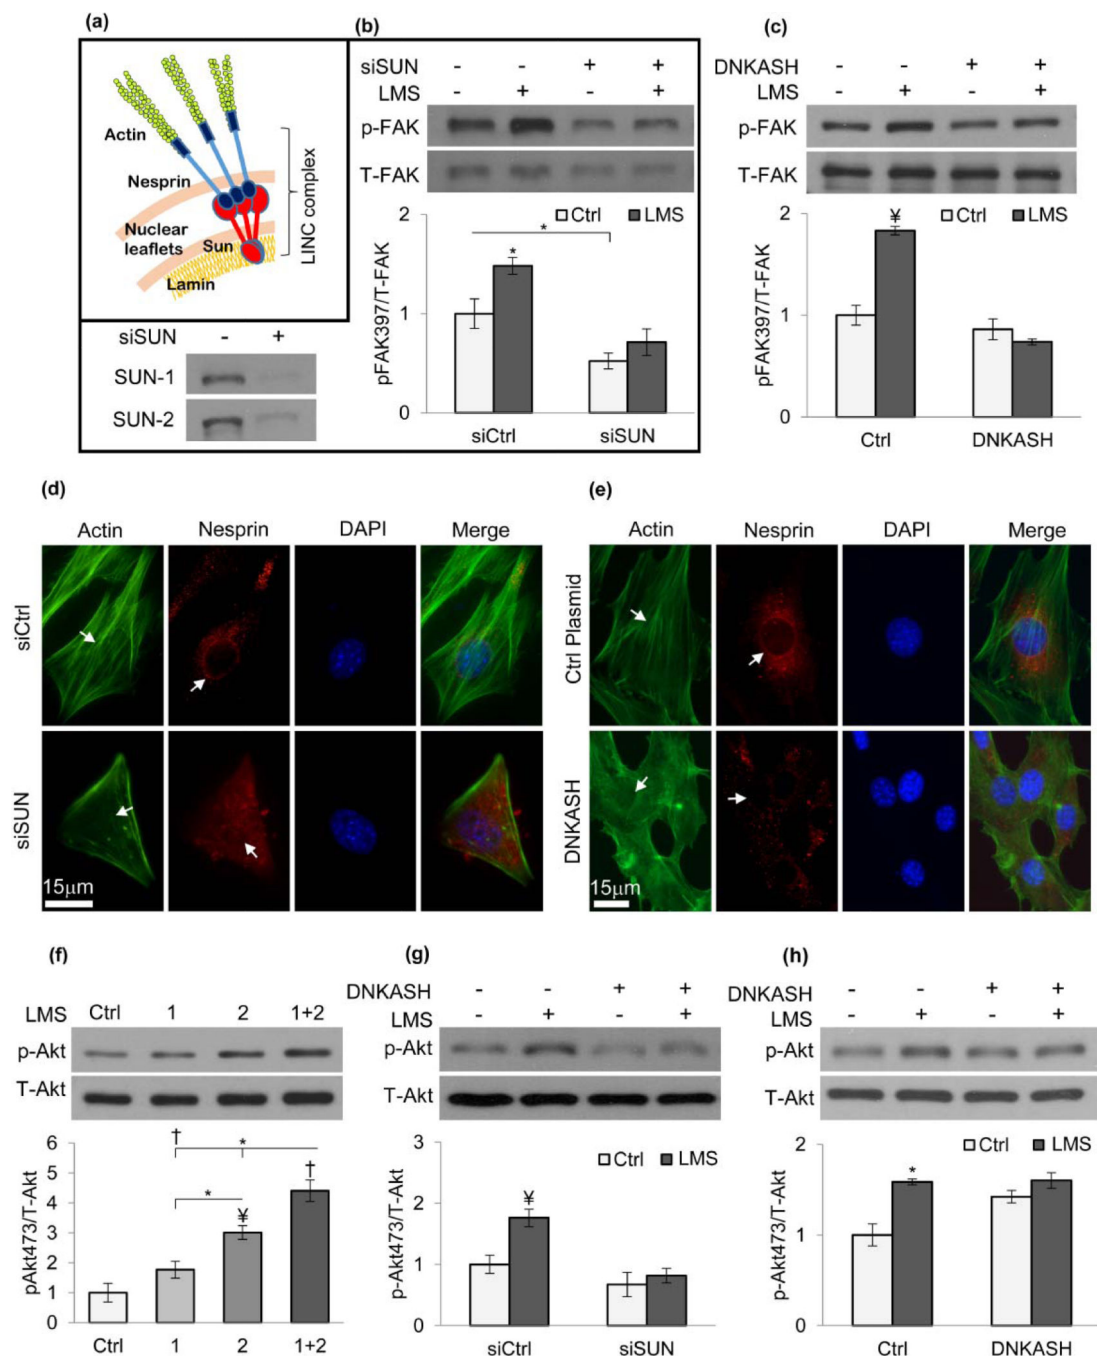 (a)
Actin
Nesprin
Nuclear
leaflets
Sun
Lamin
LINC complex
siSUN - +
SUN-1
SUN-2
(b)
siSUN - - + +
LMS - + - +
p-FAK
T-FAK
Ctrl LMS
pFAK397/T-FAK
2
1
0
*
*
siCtrl siSUN
(c)
DNKASH - - + +
LMS - + - +
p-FAK
T-FAK
Ctrl LMS
pFAK397/T-FAK
2
1
0
¥
Ctrl DNKASH
(d)
Actin Nesprin DAPI Merge
siCtrl
siSUN
15μm
(e)
Actin Nesprin DAPI Merge
Ctrl Plasmid
DNKASH
15μm
(f)
LMS Ctrl 1 2 1+2
p-Akt
T-Akt
pAkt473/T-Akt
6
5
4
3
2
1
0
†
*
†
*
¥
Ctrl 1 2 1+2
(g)
DNKASH - - + +
LMS - + - +
p-Akt
T-Akt
Ctrl LMS
p-Akt473/T-Akt
3
2
1
0
¥
siCtrl siSUN
(h)
DNKASH - - + +
LMS - + - +
p-Akt
T-Akt
Ctrl LMS
p-Akt473/T-Akt
2
1
0
*
Ctrl DNKASH